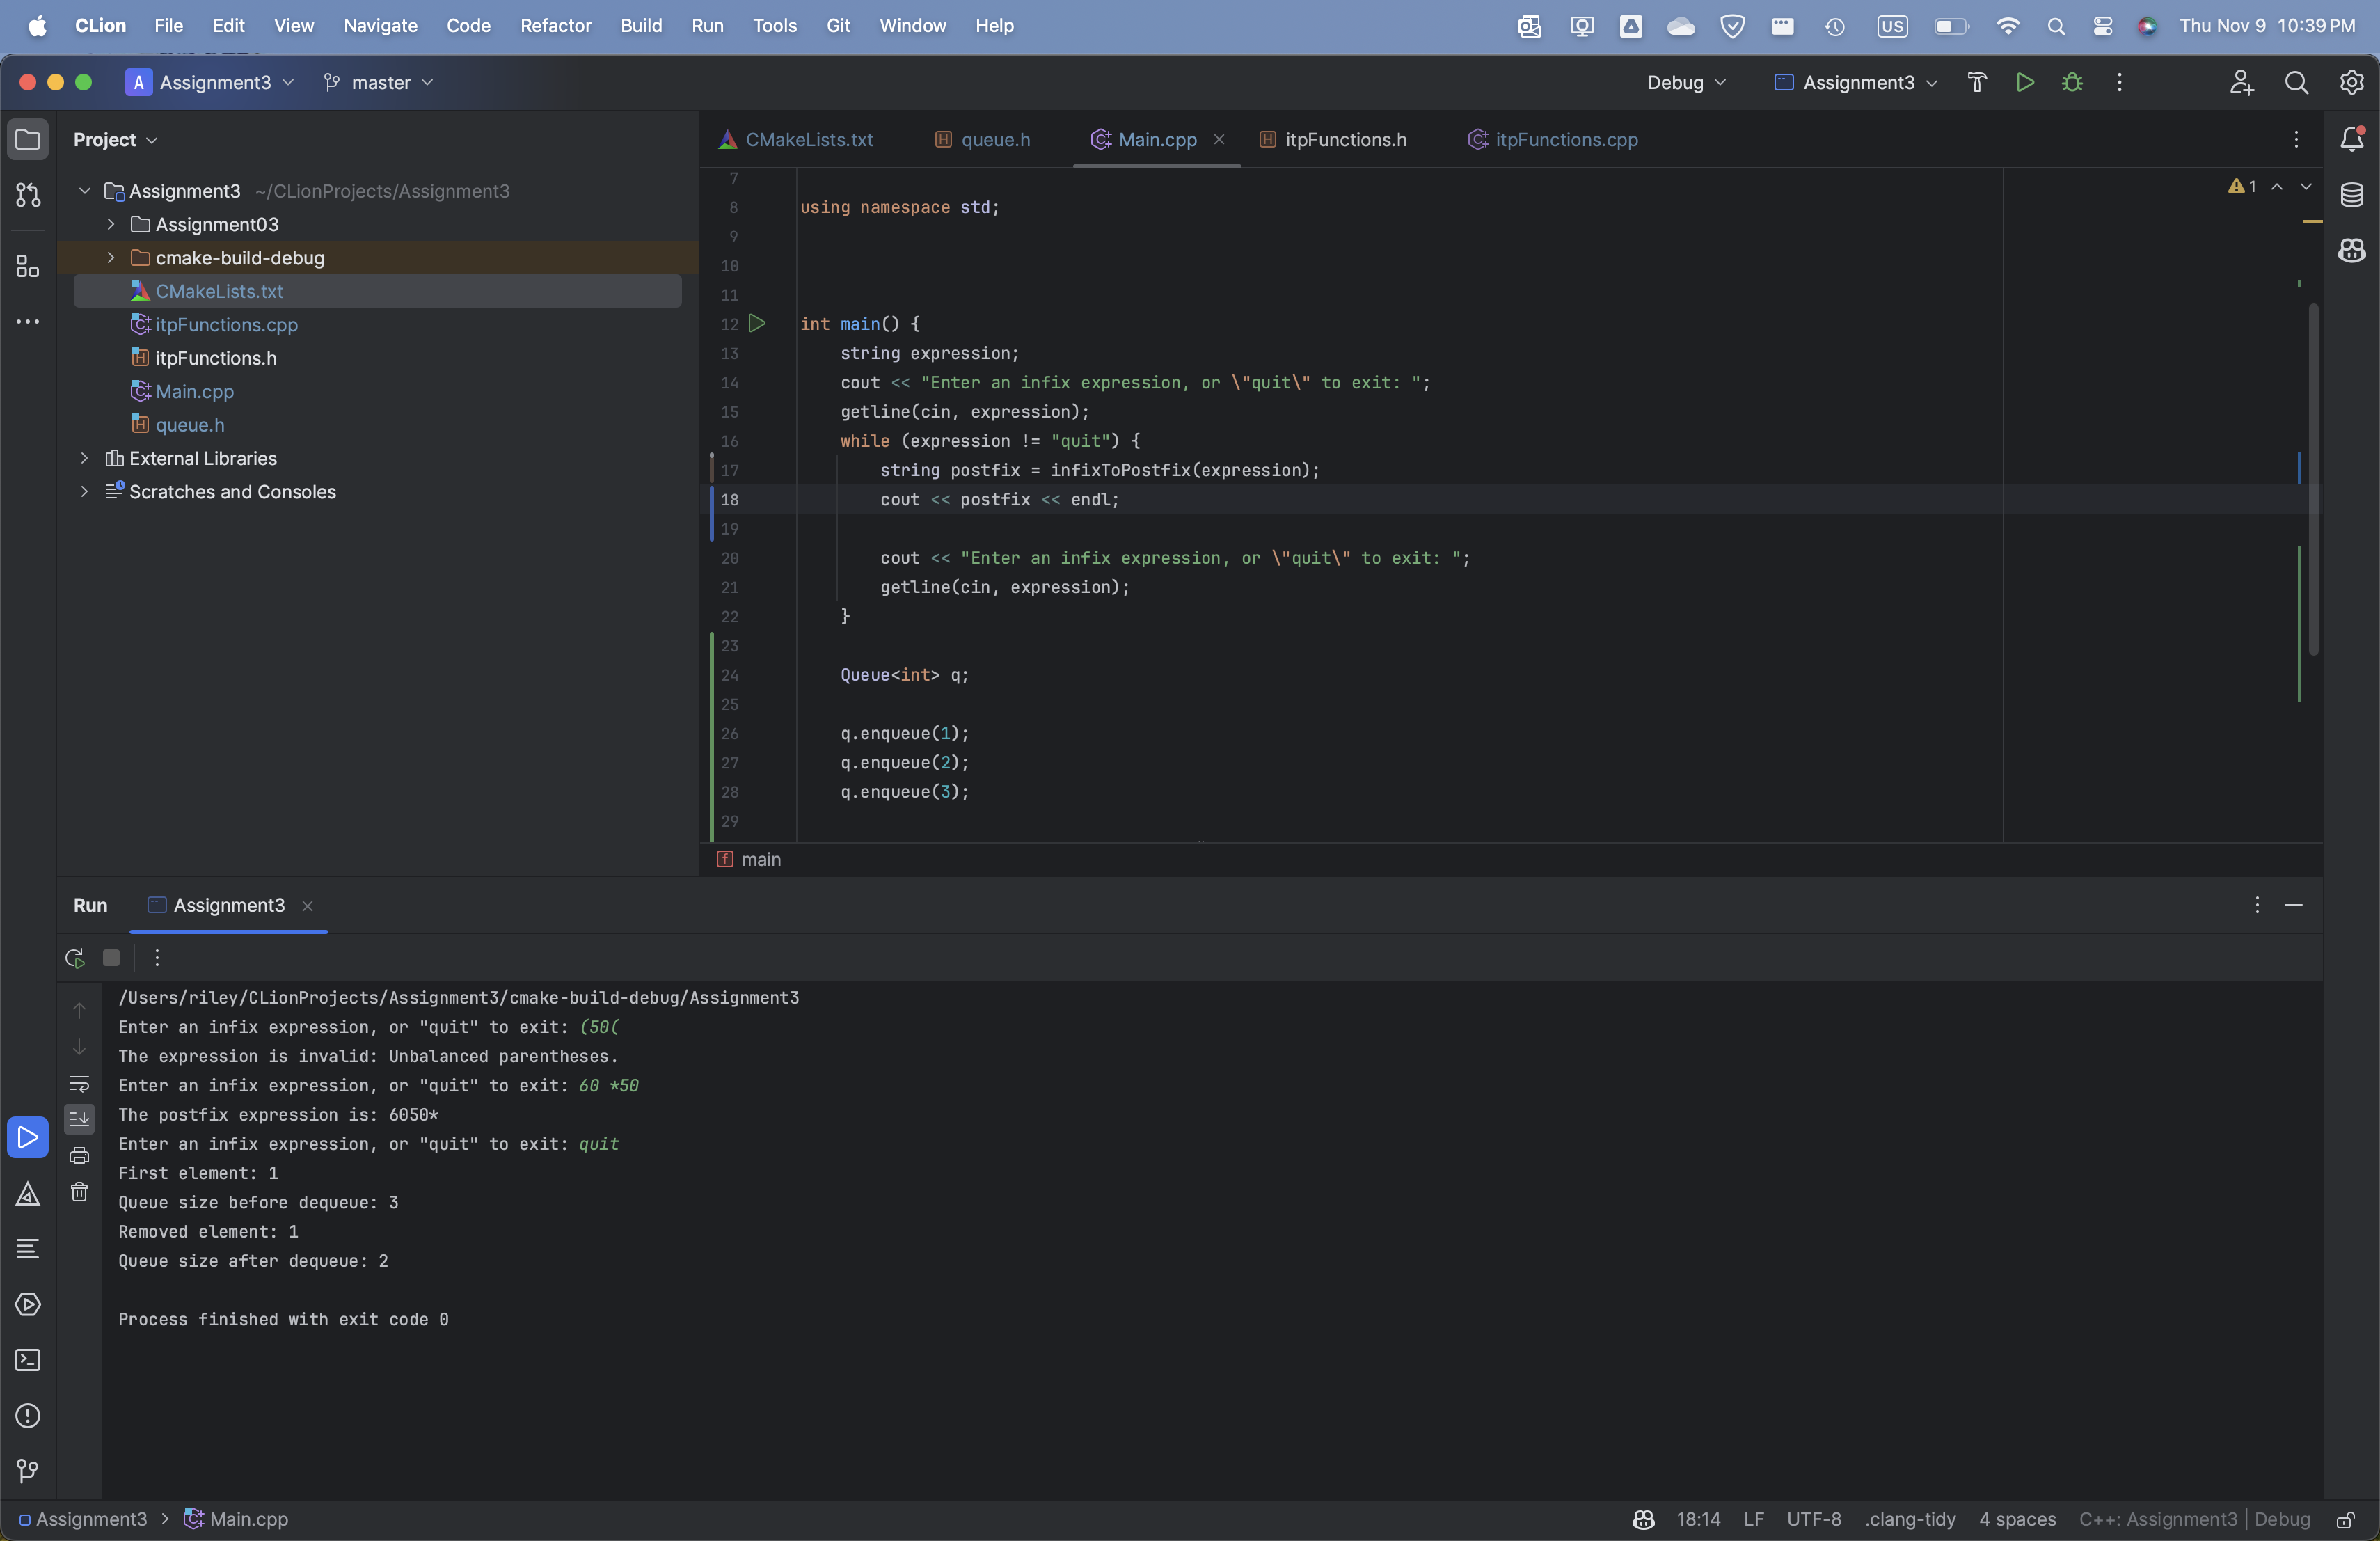 CLion File Edit View Navigate Code Refactor Build Run Tools Git Window Help US Thu Nov 9 10:39 PM
A Assignment3 master Debug Assignment3
Project
Assignment3 ~/CLionProjects/Assignment3
Assignment03
cmake-build-debug
CMakeLists.txt
itpFunctions.cpp
itpFunctions.h
Main.cpp
queue.h
External Libraries
Scratches and Consoles
CMakeLists.txt queue.h Main.cpp itpFunctions.h itpFunctions.cpp
1
7
8 using namespace std;
9
10
11
12 int main() {
13 string expression;
14 cout << "Enter an infix expression, or \"quit\" to exit: ";
15 getline(cin, expression);
16 while (expression != "quit") {
17 string postfix = infixToPostfix(expression);
18 cout << postfix << endl;
19
20 cout << "Enter an infix expression, or \"quit\" to exit: ";
21 getline(cin, expression);
22 }
23
24 Queue<int> q;
25
26 q.enqueue(1);
27 q.enqueue(2);
28 q.enqueue(3);
29
f main
Run Assignment3
/Users/riley/CLionProjects/Assignment3/cmake-build-debug/Assignment3
Enter an infix expression, or "quit" to exit: (50(
The expression is invalid: Unbalanced parentheses.
Enter an infix expression, or "quit" to exit: 60 *50
The postfix expression is: 6050*
Enter an infix expression, or "quit" to exit: quit
First element: 1
Queue size before dequeue: 3
Removed element: 1
Queue size after dequeue: 2
Process finished with exit code 0
Assignment3 > Main.cpp 18:14 LF UTF-8 .clang-tidy 4 spaces C++: Assignment3 | Debug